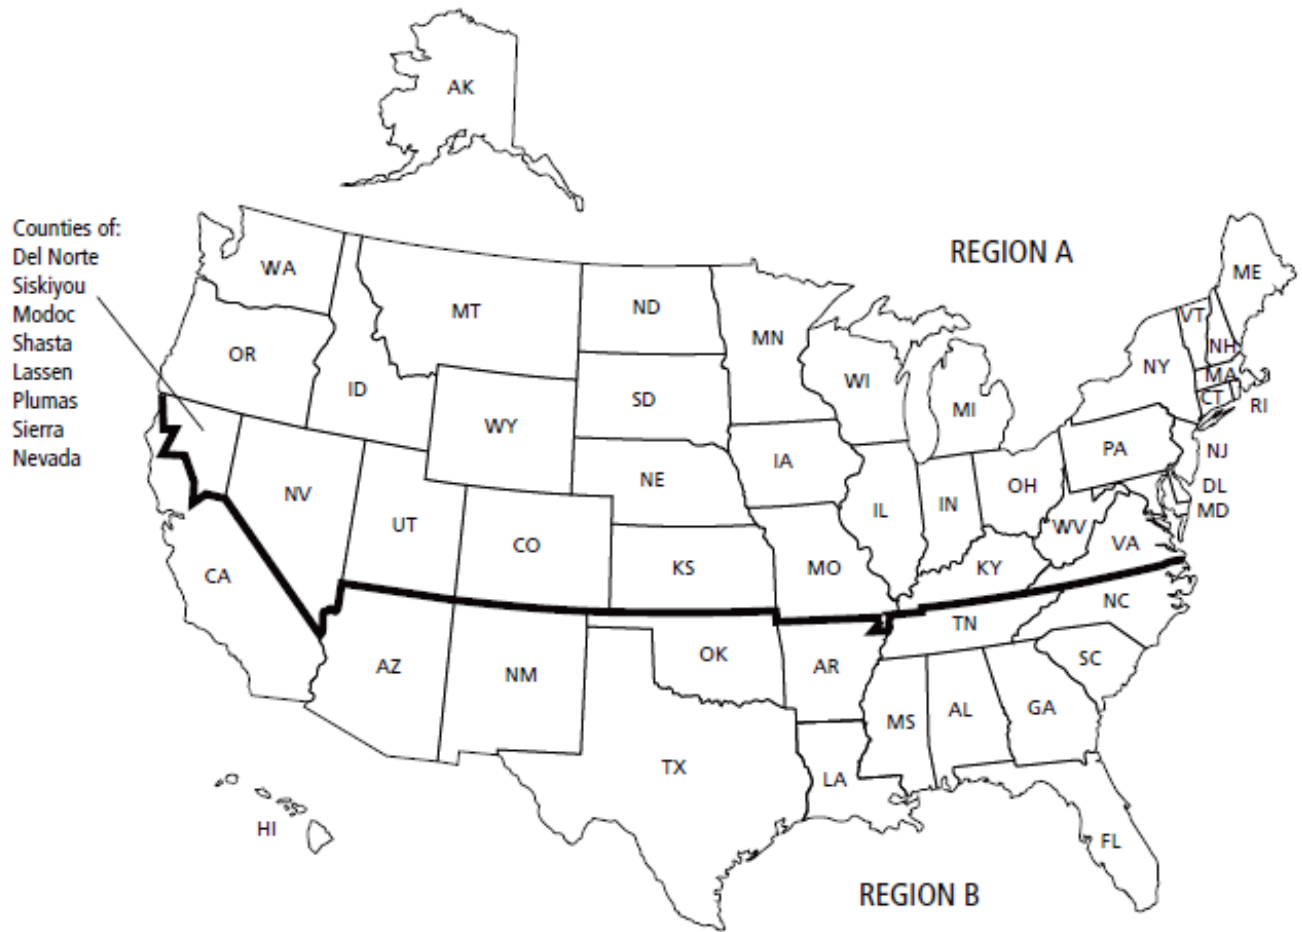 AK
Counties of:
Del Norte
Siskiyou
Modoc
Shasta
Lassen
Plumas
Sierra
Nevada
REGION A
WA
MT
ND
MN
ME
VT
NH
OR
ID
SD
WI
MI
NY
MA
CT
RI
WY
NE
IA
PA
NJ
NV
UT
CO
KS
MO
IL
IN
OH
WV
VA
DL
MD
KY
CA
AZ
NM
OK
AR
TN
NC
SC
MS
AL
GA
TX
LA
HI
FL
REGION B